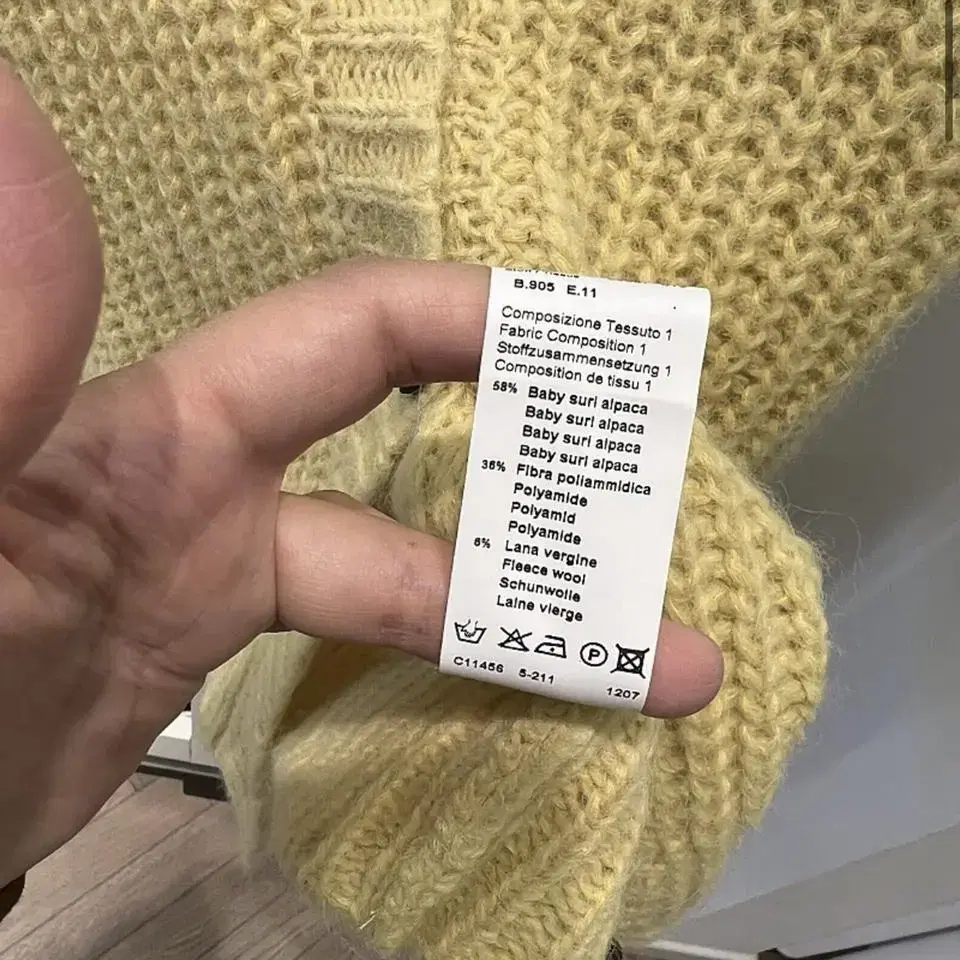 B.905 E.11
Composizione Tessuto 1
Fabric Composition 1
Stoffzusammensetzung 1
Composition de tissu 1
58% Baby suri alpaca
Baby suri alpaca
Baby suri alpaca
Baby suri alpaca
36% Fibra poliammidica
Polyamide
Polyamid
Polyamide
6% Lana vergine
Fleece wool
Schurwolle
Laine vierge
P
C11456 5-211 1207